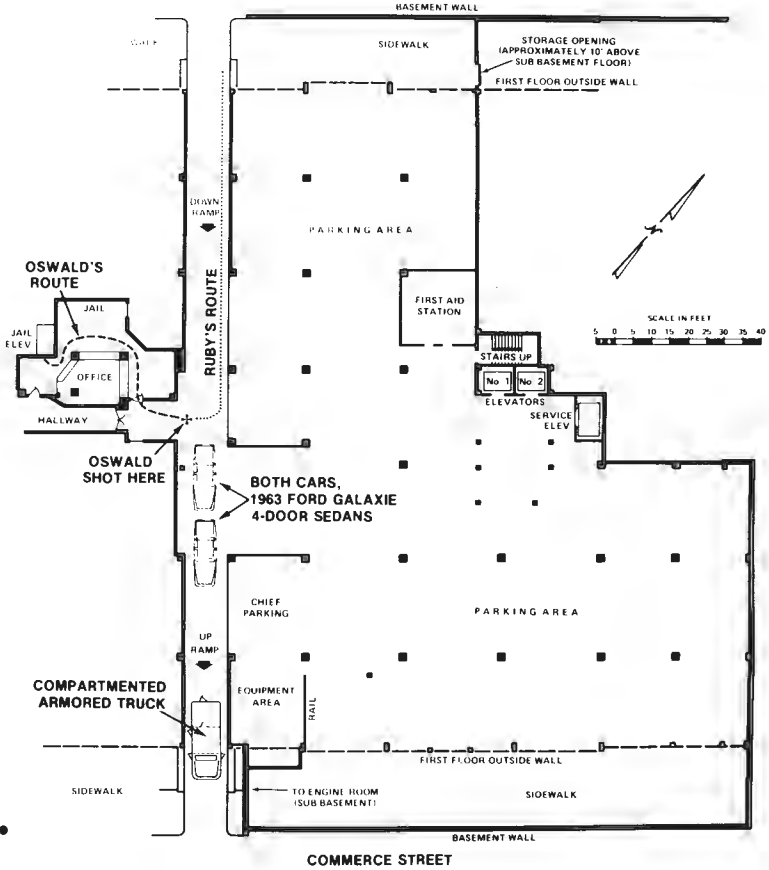 BASEMENT WALL
WALK
SIDEWALK
STORAGE OPENING
(APPROXIMATELY 10' ABOVE
SUB BASEMENT FLOOR)
FIRST FLOOR OUTSIDE WALL
DOWN
RAMP
PARKING AREA
RUBY'S ROUTE
OSWALD'S
ROUTE
JAIL
JAIL
ELEV
OFFICE
HALLWAY
FIRST AID
STATION
SCALE IN FEET
5 0 5 10 15 20 25 30 35 40
STAIRS UP
No 1
No 2
ELEVATORS
SERVICE
ELEV
OSWALD
SHOT HERE
BOTH CARS,
1963 FORD GALAXIE
4-DOOR SEDANS
CHIEF
PARKING
PARKING AREA
UP
RAMP
COMPARTMENTED
ARMORED TRUCK
EQUIPMENT
AREA
RAIL
FIRST FLOOR OUTSIDE WALL
SIDEWALK
TO ENGINE ROOM
(SUB BASEMENT)
SIDEWALK
BASEMENT WALL
COMMERCE STREET